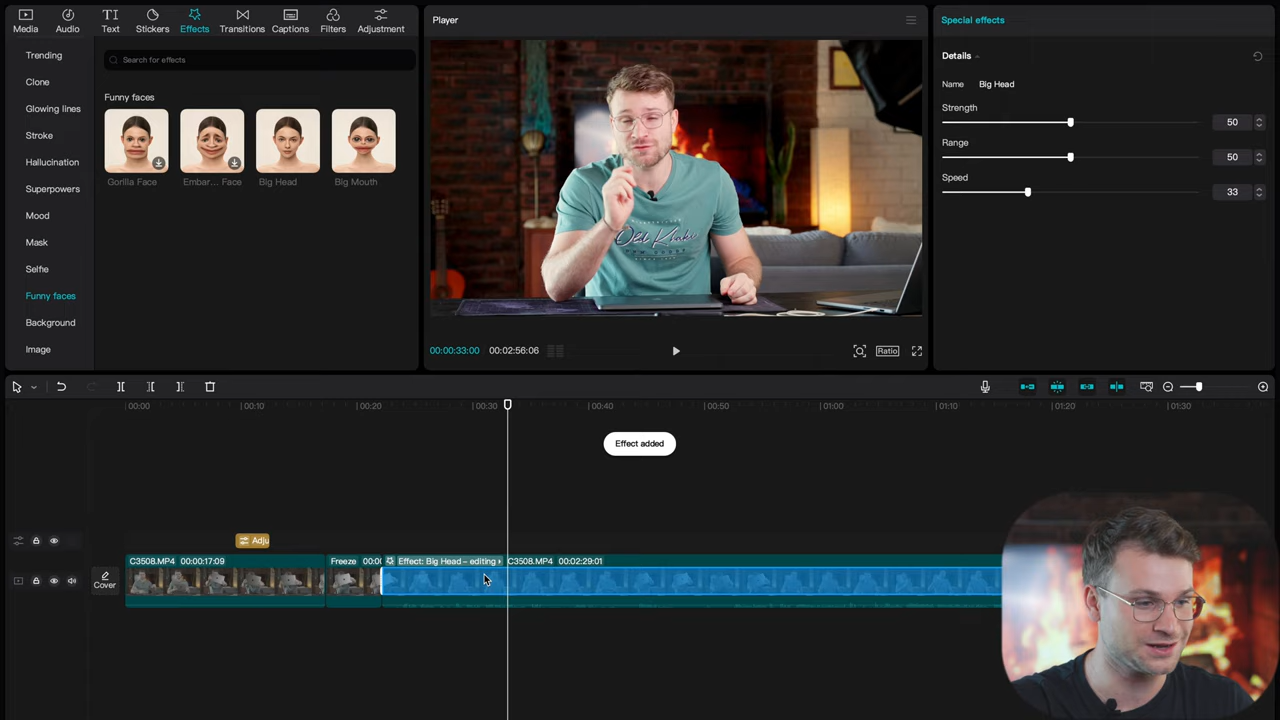 Media
Audio
Text
Stickers
Effects
Transitions
Captions
Filters
Adjustment
Trending
Clone
Glowing lines
Stroke
Hallucination
Superpowers
Mood
Mask
Selfie
Funny faces
Background
Image
Search for effects
Funny faces
Gorilla Face
Embar... Face
Big Head
Big Mouth
Player
Old Khaki
00:00:33:00
00:02:56:06
Ratio
Special effects
Details
Name Big Head
Strength
50
Range
50
Speed
33
00:00
00:10
00:20
00:30
00:40
00:50
01:00
01:10
01:20
01:30
Effect added
Adju
C3508.MP4 00:00:17:09
Freeze 00:00
Effect: Big Head – editing
C3508.MP4 00:02:29:01
Cover